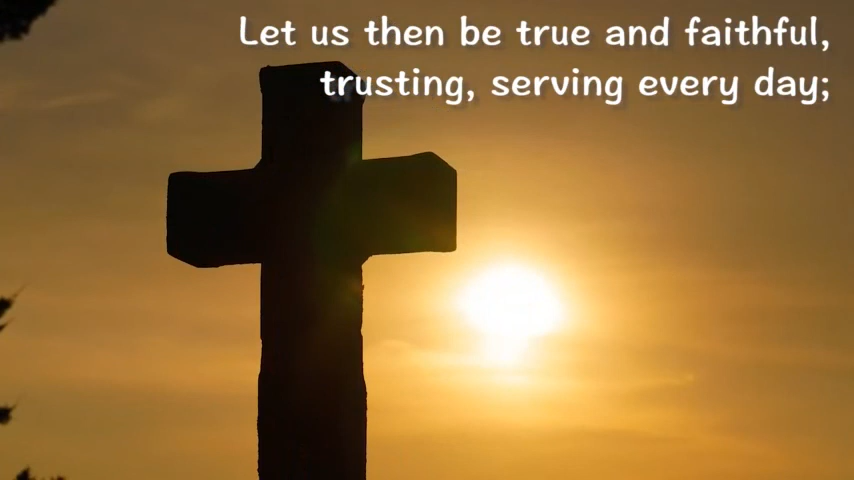 Let us then be true and faithful,
trusting, serving every day;